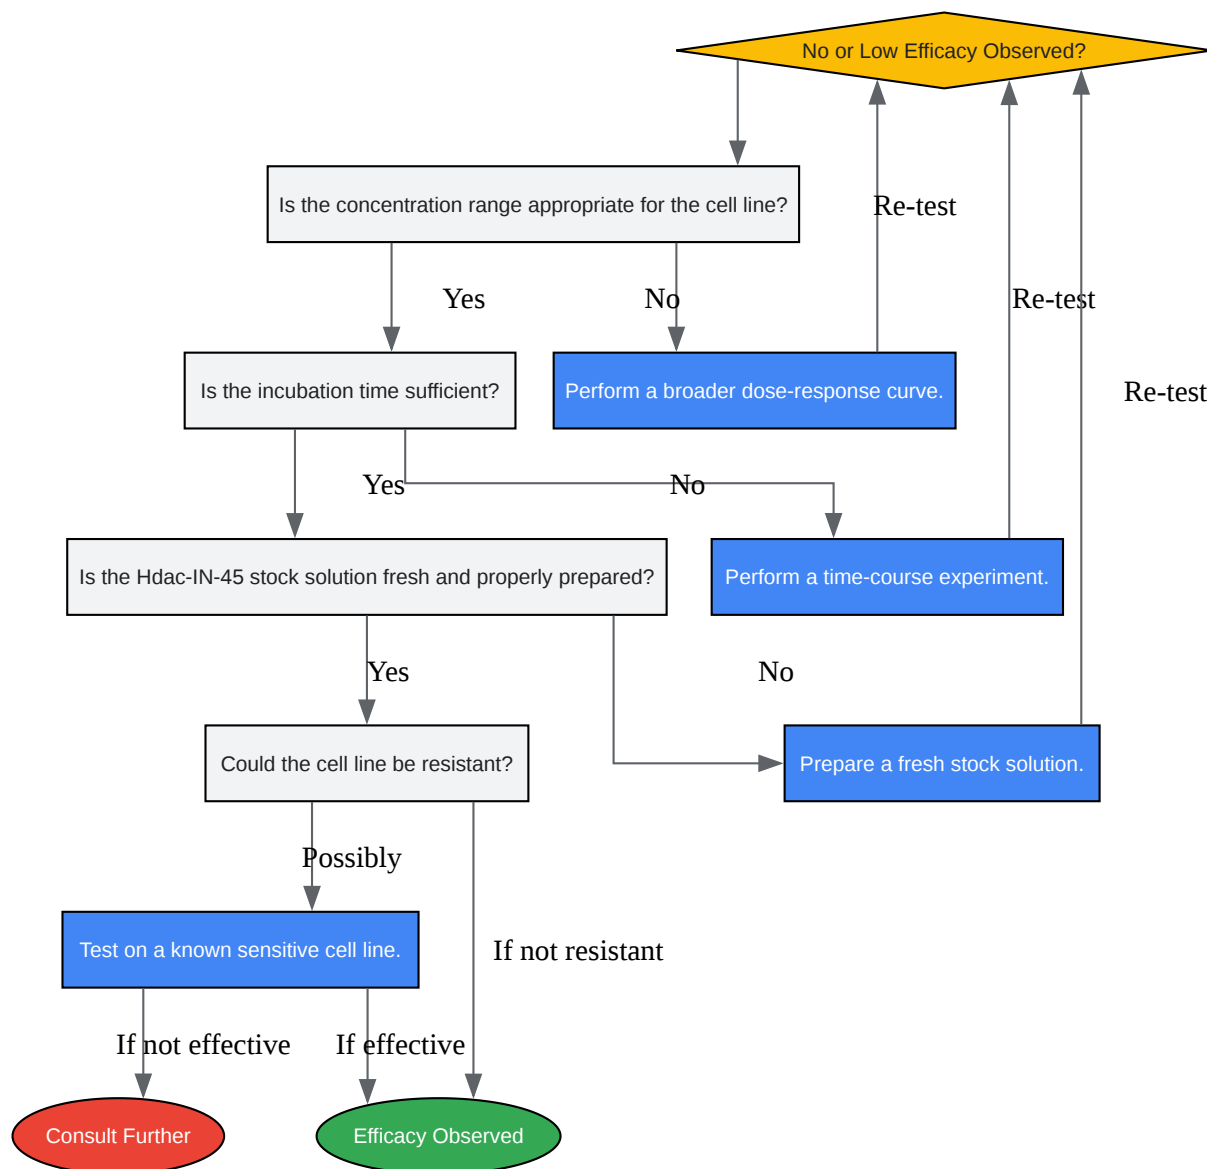 No or Low Efficacy Observed?
Is the concentration range appropriate for the cell line?
Re-test
Yes
No
Re-test
Is the incubation time sufficient?
Perform a broader dose-response curve.
Re-test
Yes
No
Is the Hdac-IN-45 stock solution fresh and properly prepared?
Perform a time-course experiment.
Yes
No
Could the cell line be resistant?
Prepare a fresh stock solution.
Possibly
Test on a known sensitive cell line.
If not resistant
If not effective
If effective
Consult Further
Efficacy Observed